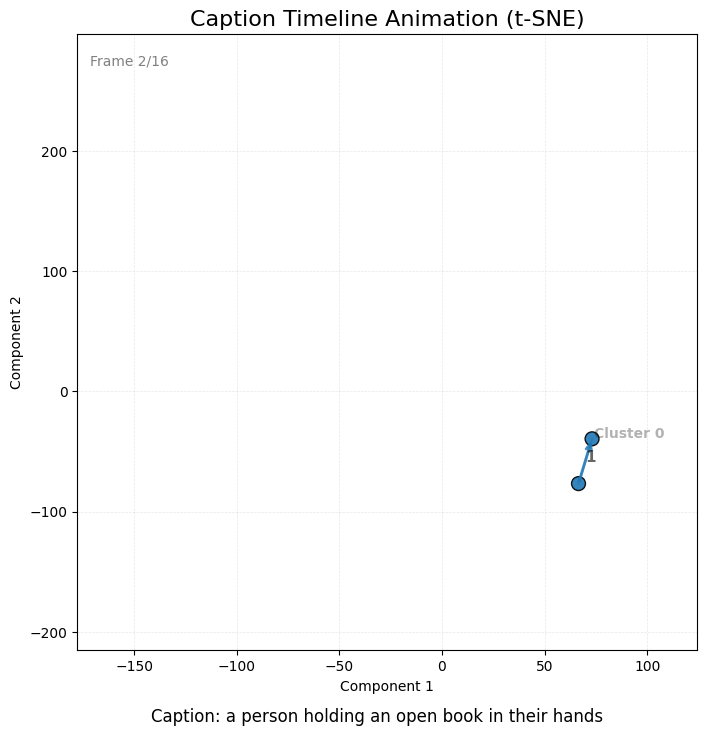 Caption Timeline Animation (t-SNE)
Frame 2/16
200
100
0
−100
−200
Component 2
Cluster 0
1
−150
−100
−50
0
50
100
Component 1
Caption: a person holding an open book in their hands